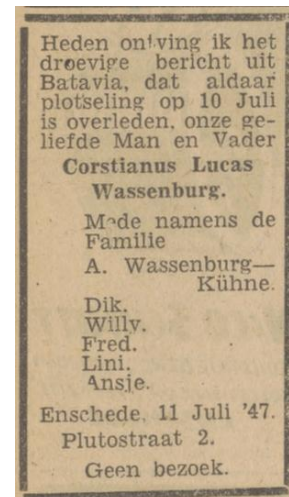 Heden ontving ik het
droevige bericht uit
Batavia, dat aldaar
plotseling op 10 Juli
is overleden, onze ge-
liefde Man en Vader
Corstianus Lucas
Wassenburg.
Mede namens de
Familie
A. Wassenburg—
Kühne.
Dik.
Willy.
Fred.
Lini.
Ansje.
Enschede, 11 Juli '47.
Plutostraat 2.
Geen bezoek.